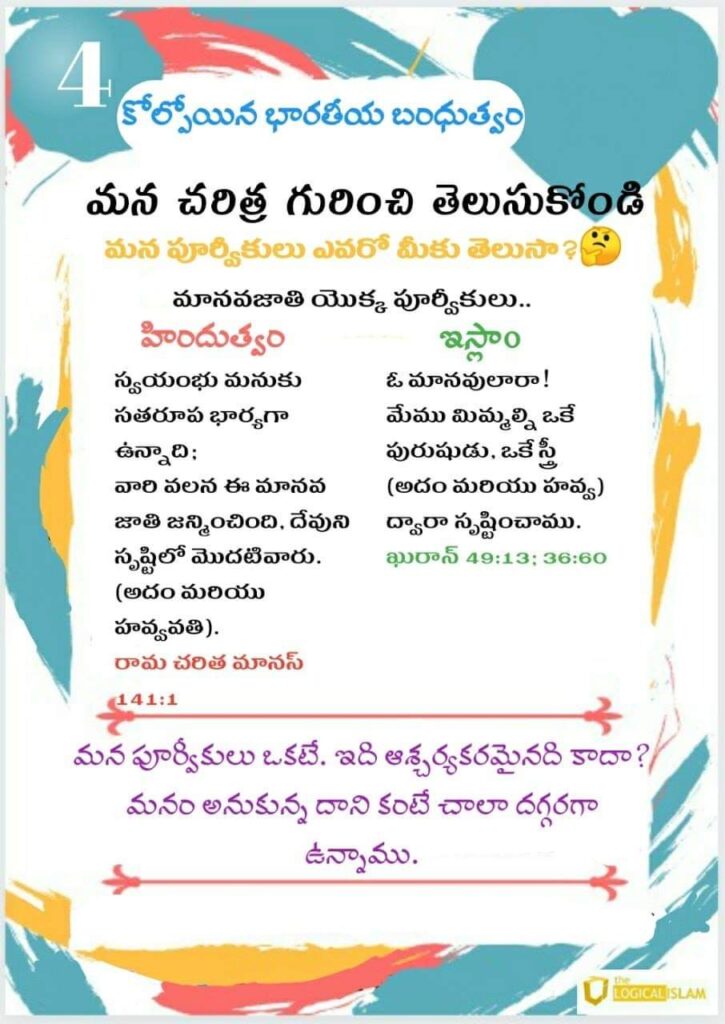 4
కోల్పోయిన భారతీయ బంధుత్వం
మన చరిత్ర గురించి తెలుసుకోండి
మన పూర్వికులు ఎవరో మీకు తెలుసా?
మానవజాతి యొక్క పూర్వీకులు..
హిందుత్వం
స్వయంభు మనుకు
సతరూప భార్యగా
ఉన్నాది;
వారి వలన ఈ మానవ
జాతి జన్మించింది, దేవుని
సృష్టిలో మొదటివారు.
(అదం మరియు
హవ్వవతి).
రామ చరిత మానస్
141:1
ఇస్లాం
ఓ మానవులారా!
మేము మిమ్మల్ని ఒకే
పురుషుడు, ఒకే స్త్రీ
(అదం మరియు హవ్వ)
ద్వారా సృష్టించాము.
ఖురాన్ 49:13; 36:60
మన పూర్వీకులు ఒకటే. ఇది ఆశ్చర్యకరమైనది కాదా?
మనం అనుకున్న దాని కంటే చాలా దగ్గరగా
ఉన్నాము.
the
LOGICAL ISLAM